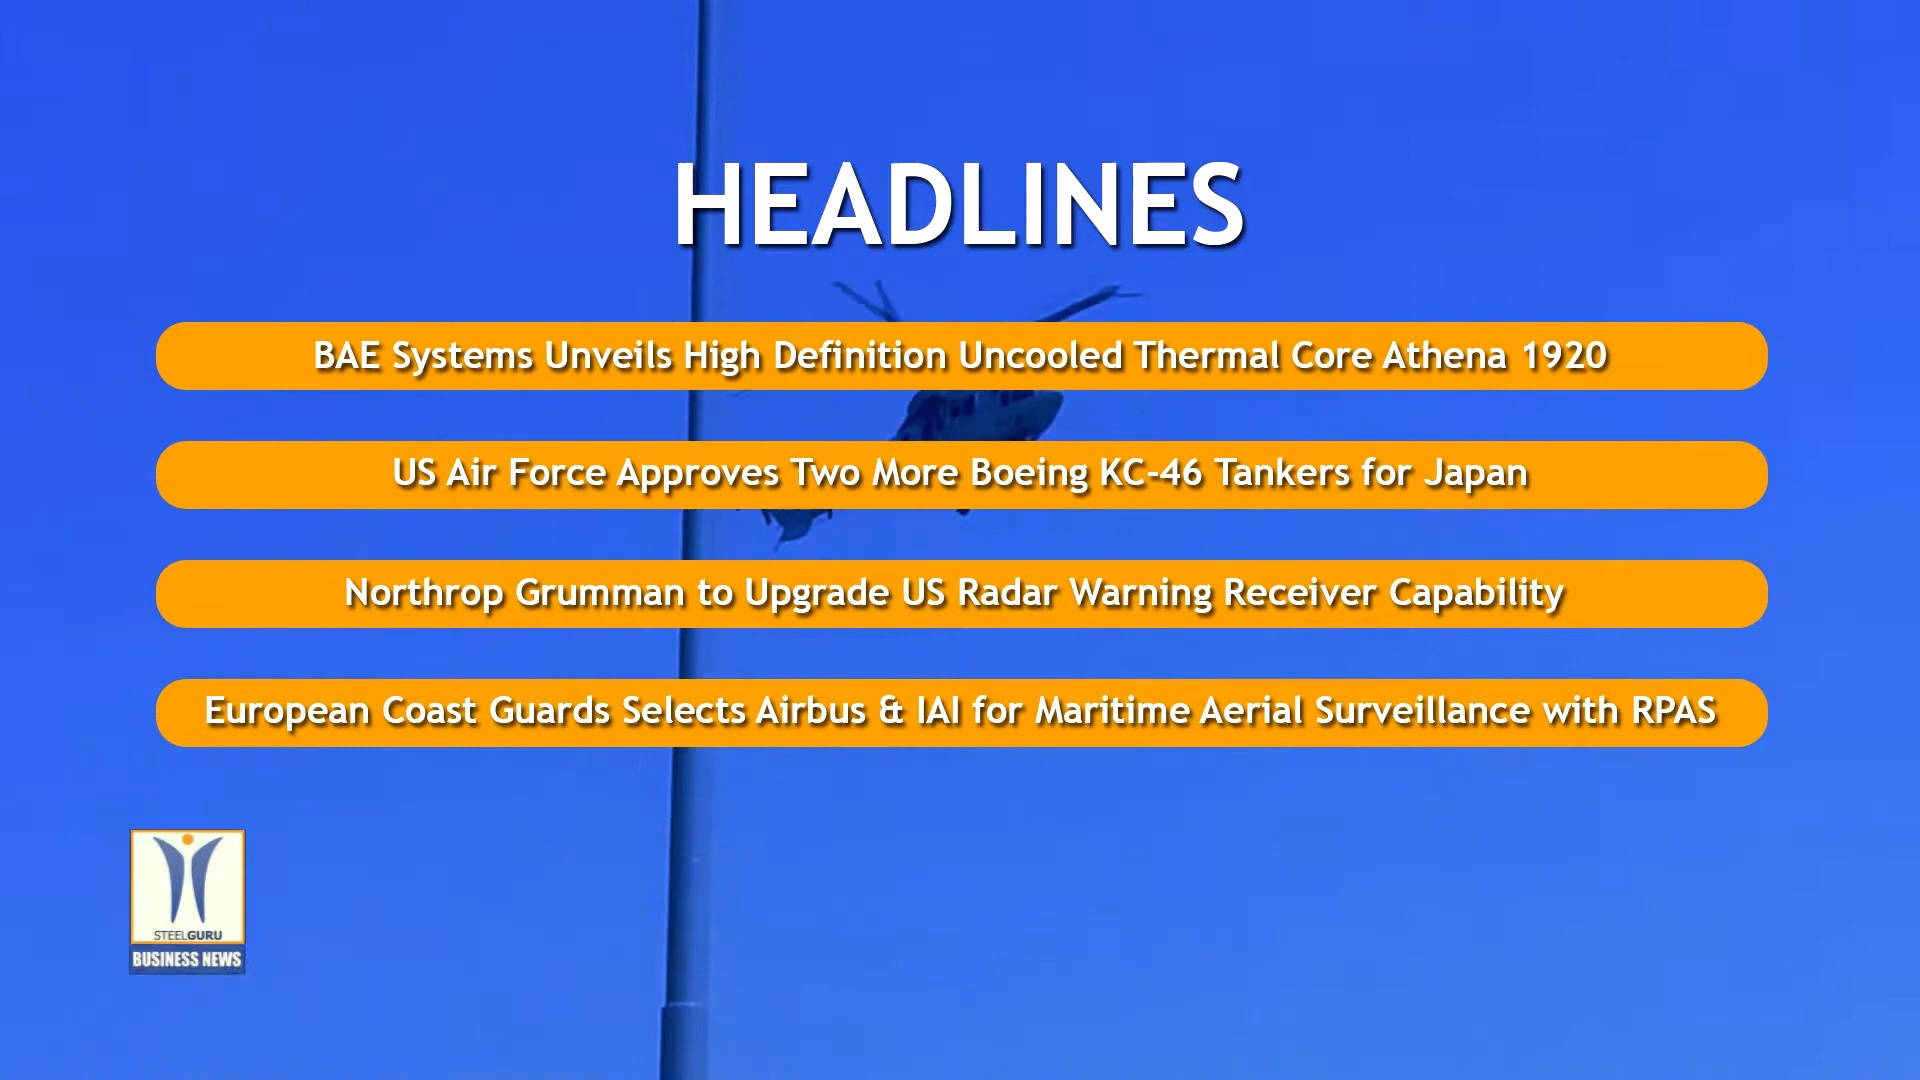 HEADLINES
BAE Systems Unveils High Definition Uncooled Thermal Core Athena 1920
US Air Force Approves Two More Boeing KC-46 Tankers for Japan
Northrop Grumman to Upgrade US Radar Warning Receiver Capability
European Coast Guards Selects Airbus & IAI for Maritime Aerial Surveillance with RPAS
STEELGURU
BUSINESS NEWS